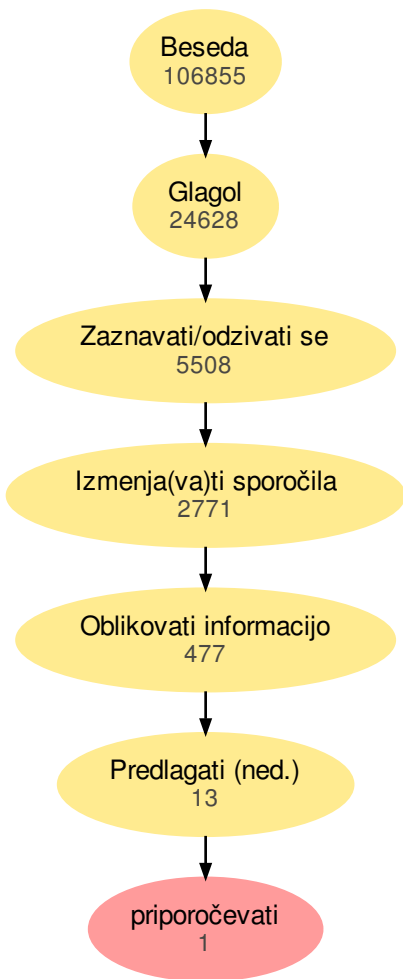 Beseda
106855
Glagol
24628
Zaznavati/odzivati se
5508
Izmenja(va)ti sporočila
2771
Oblikovati informacijo
477
Predlagati (ned.)
13
priporočevati
1